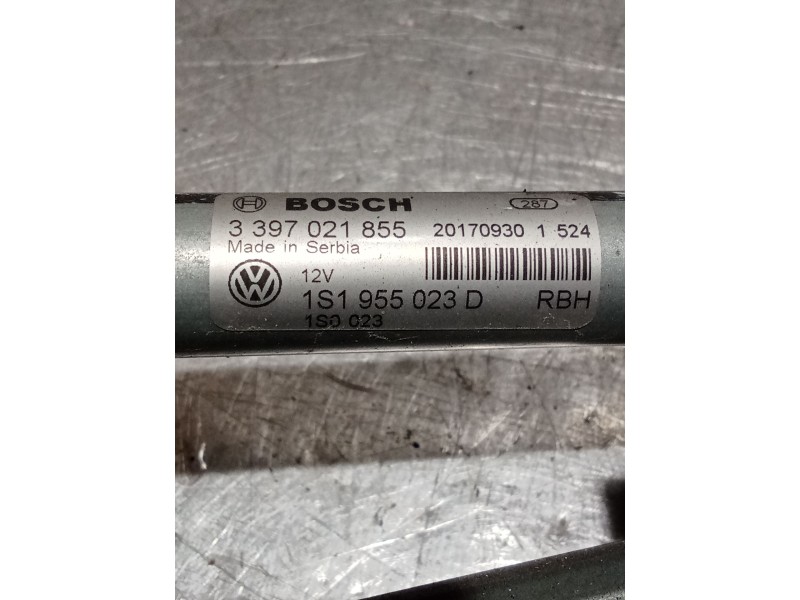 BOSCH 287
3 397 021 855 20170930 1 524
Made in Serbia
12V
1S1 955 023 D RBH
1S0 023